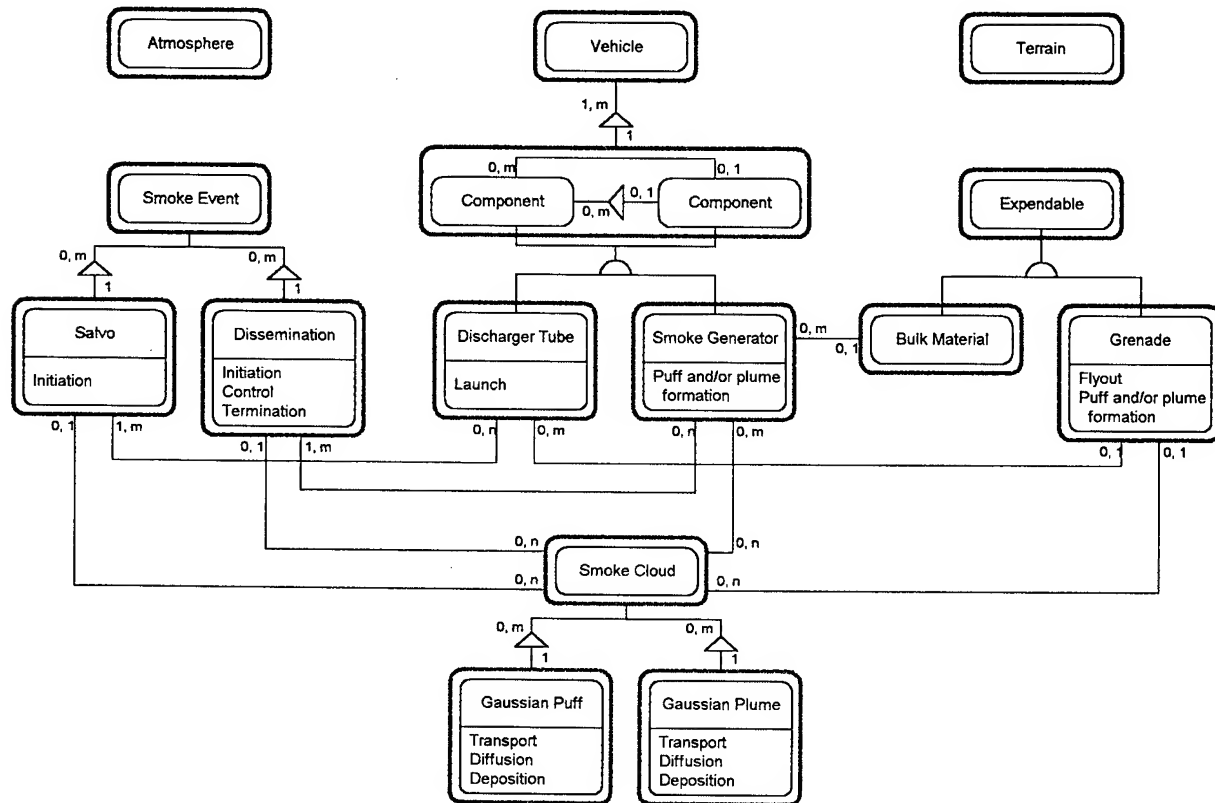 Atmosphere
Vehicle
Terrain
1, m
1
Smoke Event
0, m
0, 1
Component
0, m
0, 1
Component
Expendable
0, m
1
0, m
1
Salvo
Initiation
Dissemination
Initiation
Control
Termination
Discharger Tube
Launch
Smoke Generator
Puff and/or plume
formation
0, m
0, 1
Bulk Material
Grenade
Flyout
Puff and/or plume
formation
0, 1
1, m
0, 1
1, m
0, n
0, m
0, n
0, m
0, 1
0, 1
0, n
0, n
0, n
Smoke Cloud
0, n
0, m
1
0, m
1
Gaussian Puff
Transport
Diffusion
Deposition
Gaussian Plume
Transport
Diffusion
Deposition